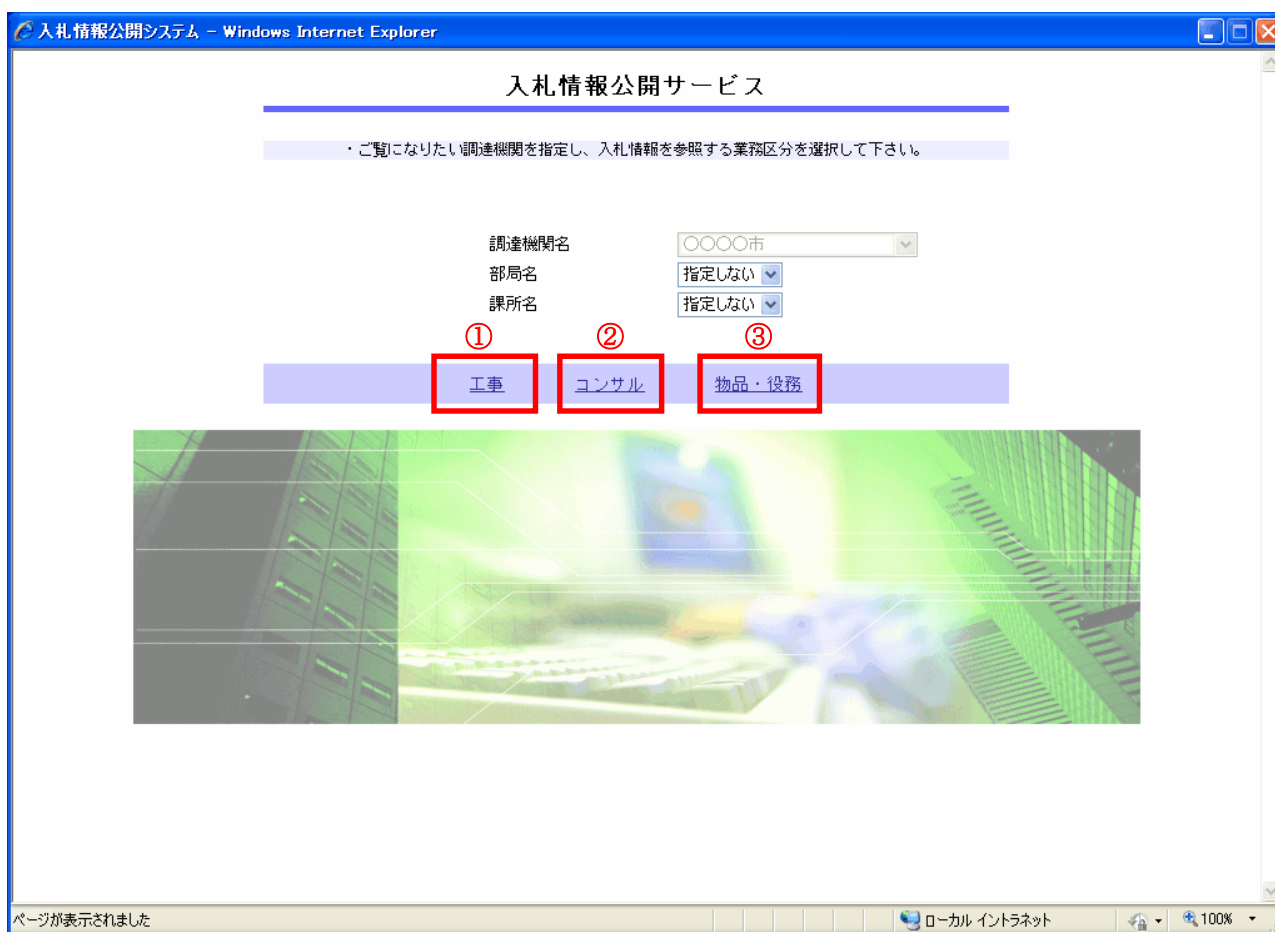 入札情報公開システム - Windows Internet Explorer
入札情報公開サービス
・ご覧になりたい調達機関を指定し、入札情報を参照する業務区分を選択して下さい。
調達機関名 〇〇〇〇市
部局名 指定しない
課所名 指定しない
① ② ③
工事 コンサル 物品・役務
ページが表示されました ローカル イントラネット 100%